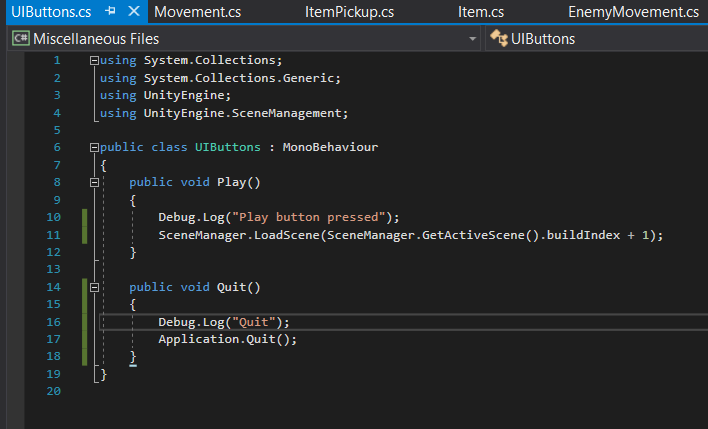 UIButtons.cs Movement.cs ItemPickup.cs Item.cs EnemyMovement.cs
C# Miscellaneous Files UIButtons
1 using System.Collections;
2 using System.Collections.Generic;
3 using UnityEngine;
4 using UnityEngine.SceneManagement;
5
6 public class UIButtons : MonoBehaviour
7 {
8 public void Play()
9 {
10 Debug.Log("Play button pressed");
11 SceneManager.LoadScene(SceneManager.GetActiveScene().buildIndex + 1);
12 }
13
14 public void Quit()
15 {
16 Debug.Log("Quit");
17 Application.Quit();
18 }
19 }
20